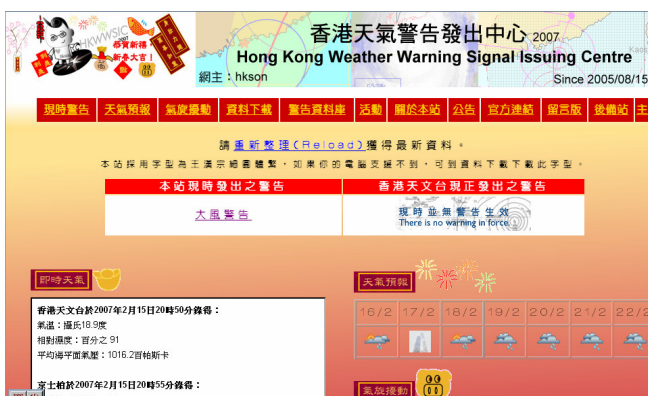 HKWWSIC
恭賀新禧
新春大吉!
香港天氣警告發出中心 2007
Hong Kong Weather Warning Signal Issuing Centre
網主：hkson
Since 2005/08/15
現時警告 天氣預報 氣旋擾動 資料下載 警告資料庫 活動 關於本站 公告 官方連結 留言版 後備站 主
請重新整理(Reload)獲得最新資料。
本站採用字型為王漢宗細圓體繁，如果你的電腦支援不到，可到資料下載下載此字型。
本站現時發出之警告 香港天文台現正發出之警告
大風警告
現時並無警告生效
There is no warning in force
即時天氣
天氣預報
香港天文台於2007年2月15日20時50分錄得：
氣溫：攝氏18.9度
相對濕度：百分之 91
平均海平面氣壓：1016.2百帕斯卡
京士柏於2007年2月15日20時55分錄得：
16/2 17/2 18/2 19/2 20/2 21/2 22/2
氣旋擾動